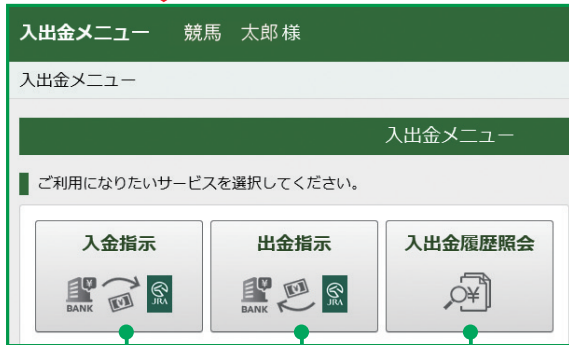 入出金メニュー 競馬 太郎様
入出金メニュー
入出金メニュー
ご利用になりたいサービスを選択してください。
入金指示 出金指示 入出金履歴照会
¥ BANK ¥ JRA ¥ BANK ¥ JRA ¥